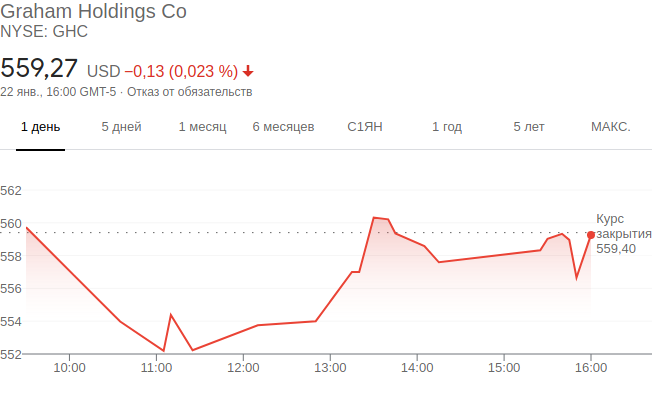 Graham Holdings Co
NYSE: GHC
559,27 USD −0,13 (0,023 %)
22 янв., 16:00 GMT-5 · Отказ от обязательств
1 день 5 дней 1 месяц 6 месяцев С1ЯН 1 год 5 лет МАКС.
562
560
558
556
554
552
Курс
закрытия
559,40
10:00 11:00 12:00 13:00 14:00 15:00 16:00